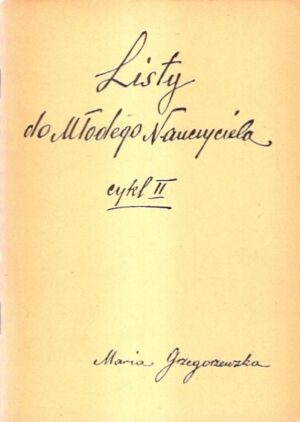 Listy
do Młodego Nauczyciela
cykl II
Maria Grzegorzewska